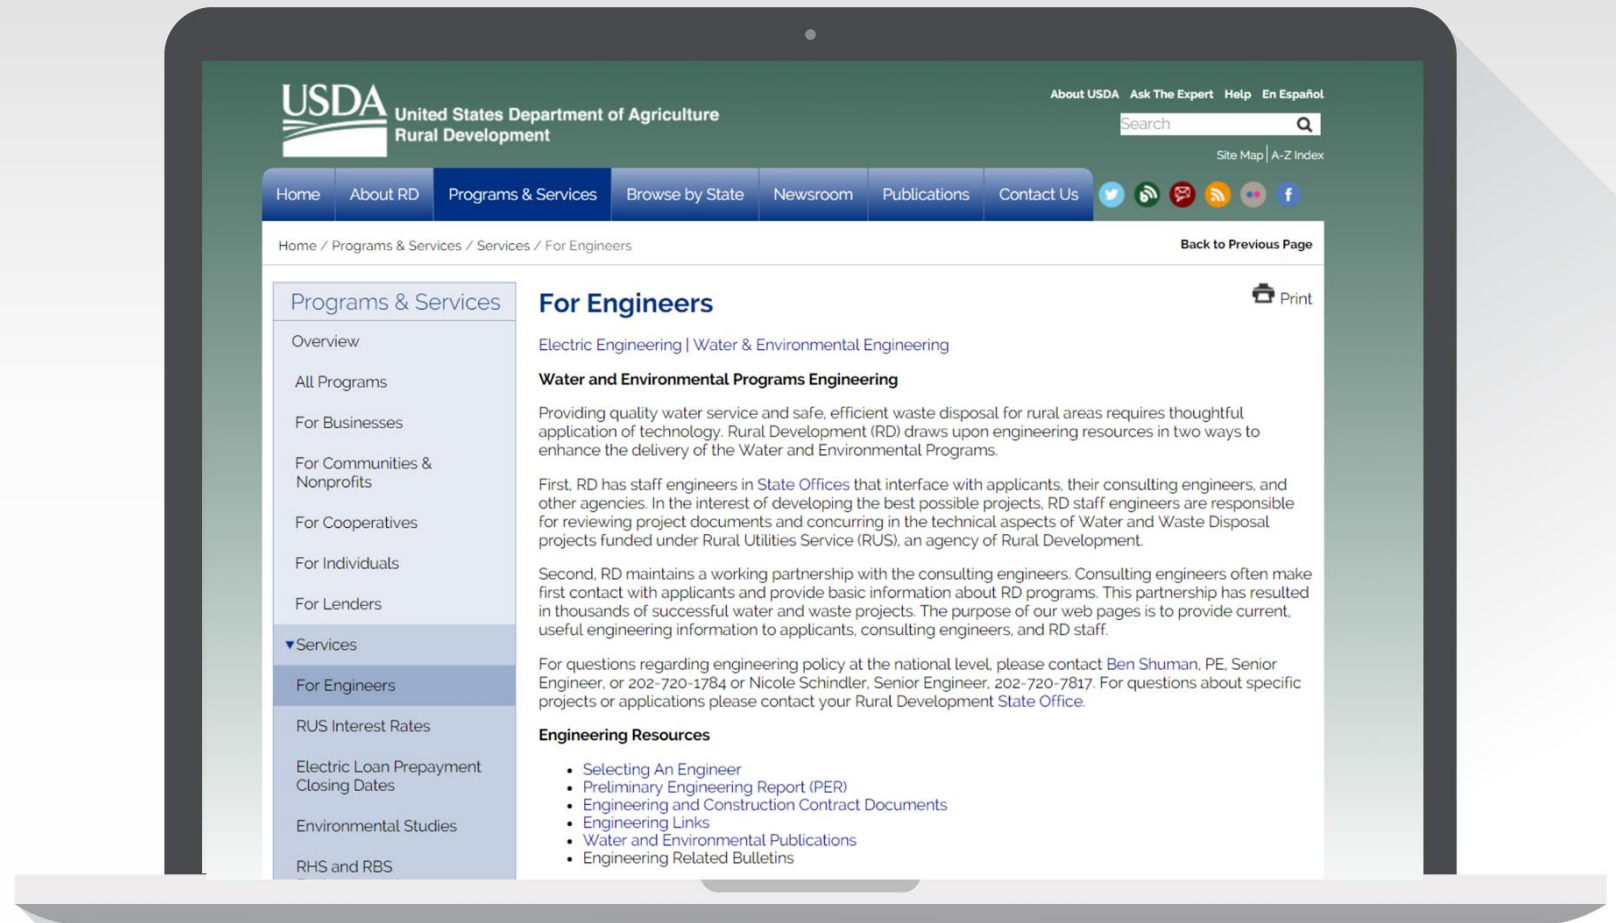 USDA
United States Department of Agriculture
Rural Development
About USDA Ask The Expert Help En Español
Search
Site Map | A-Z Index
Home About RD Programs & Services Browse by State Newsroom Publications Contact Us
Home / Programs & Services / Services / For Engineers
Back to Previous Page
Programs & Services
Overview
All Programs
For Businesses
For Communities &
Nonprofits
For Cooperatives
For Individuals
For Lenders
▼Services
For Engineers
RUS Interest Rates
Electric Loan Prepayment
Closing Dates
Environmental Studies
RHS and RBS
For Engineers
Print
Electric Engineering | Water & Environmental Engineering
Water and Environmental Programs Engineering
Providing quality water service and safe, efficient waste disposal for rural areas requires thoughtful
application of technology. Rural Development (RD) draws upon engineering resources in two ways to
enhance the delivery of the Water and Environmental Programs.
First, RD has staff engineers in State Offices that interface with applicants, their consulting engineers, and
other agencies. In the interest of developing the best possible projects, RD staff engineers are responsible
for reviewing project documents and concurring in the technical aspects of Water and Waste Disposal
projects funded under Rural Utilities Service (RUS), an agency of Rural Development.
Second, RD maintains a working partnership with the consulting engineers. Consulting engineers often make
first contact with applicants and provide basic information about RD programs. This partnership has resulted
in thousands of successful water and waste projects. The purpose of our web pages is to provide current,
useful engineering information to applicants, consulting engineers, and RD staff.
For questions regarding engineering policy at the national level, please contact Ben Shuman, PE, Senior
Engineer, or 202-720-1784 or Nicole Schindler, Senior Engineer, 202-720-7817. For questions about specific
projects or applications please contact your Rural Development State Office.
Engineering Resources
• Selecting An Engineer
• Preliminary Engineering Report (PER)
• Engineering and Construction Contract Documents
• Engineering Links
• Water and Environmental Publications
• Engineering Related Bulletins